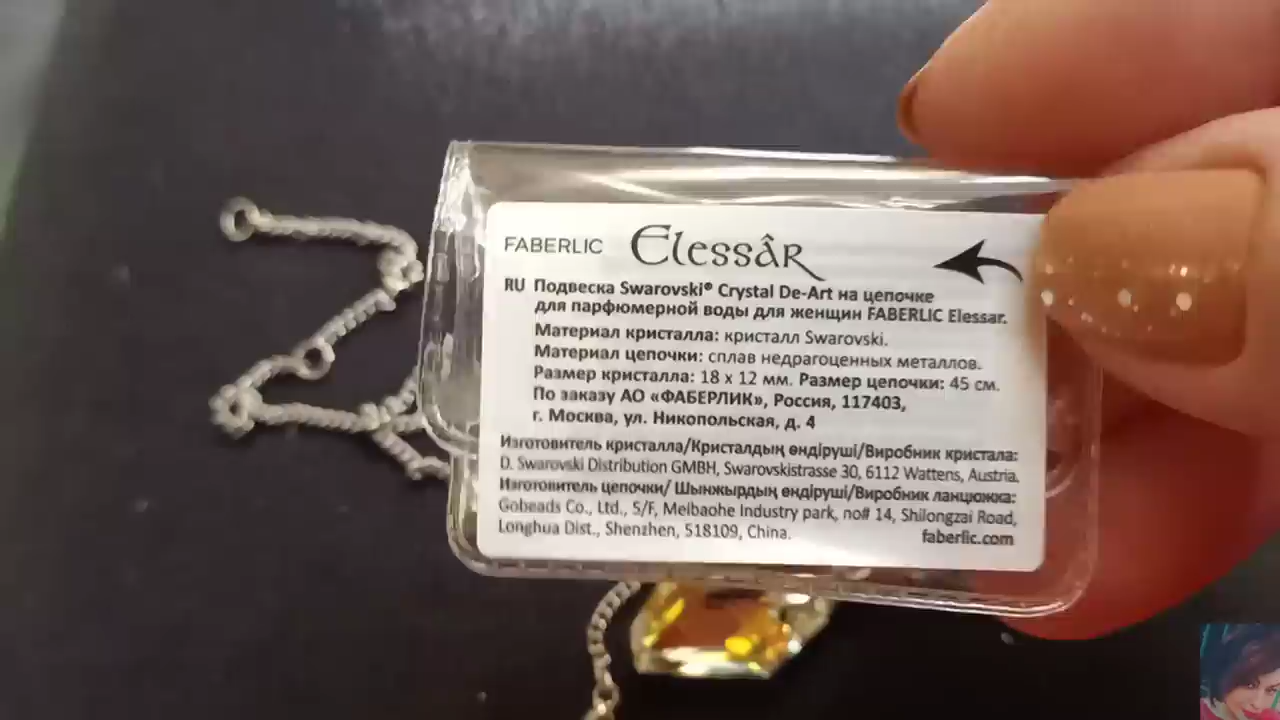 FABERLIC Elessâr
RU Подвеска Swarovski® Crystal De-Art на цепочке
для парфюмерной воды для женщин FABERLIC Elessar.
Материал кристалла: кристалл Swarovski.
Материал цепочки: сплав недрагоценных металлов.
Размер кристалла: 18 х 12 мм. Размер цепочки: 45 см.
По заказу АО «ФАБЕРЛИК», Россия, 117403,
г. Москва, ул. Никопольская, д. 4
Изготовитель кристалла/Кристалдың өндіруші/Виробник кристала:
D. Swarovski Distribution GMBH, Swarovskistrasse 30, 6112 Wattens, Austria.
Изготовитель цепочки/ Шынжырдың өндіруші/Виробник ланцюжка:
Gobeads Co., Ltd., 5/F, Meibaohe Industry park, no# 14, Shilongzai Road,
Longhua Dist., Shenzhen, 518109, China.
faberlic.com